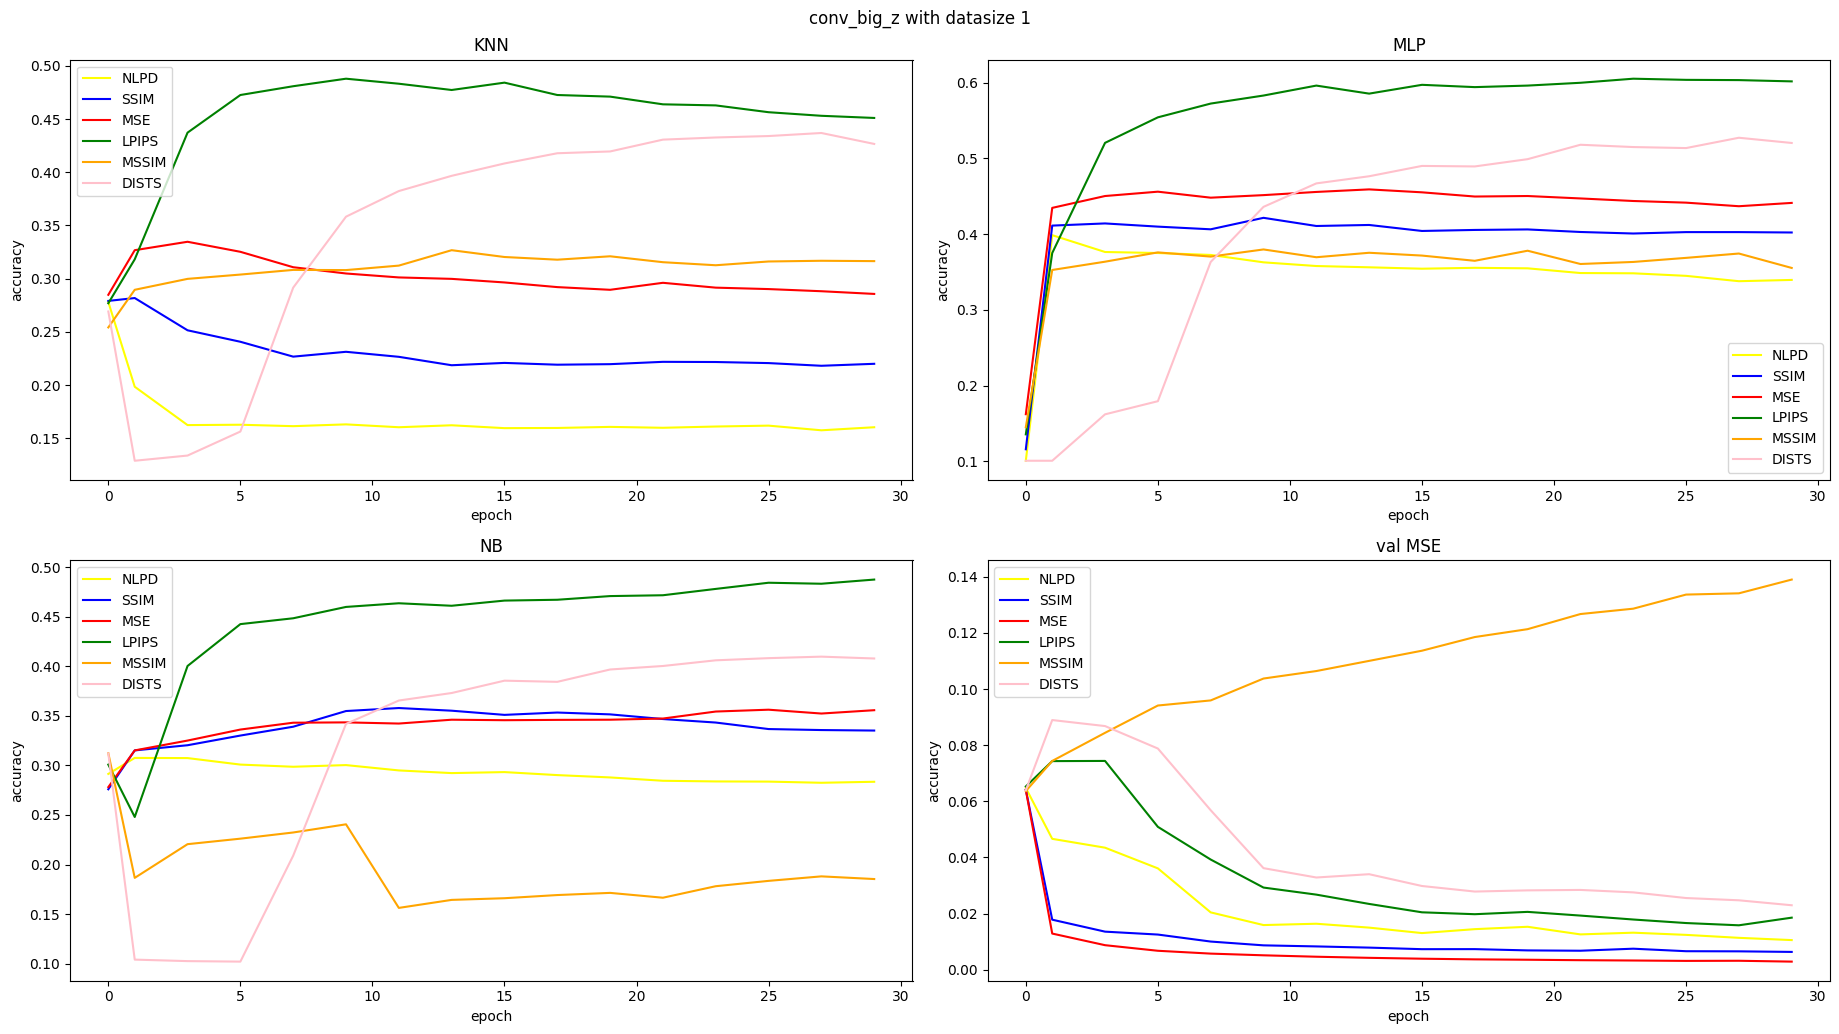 conv_big_z with datasize 1
KNN
accuracy
0.50
0.45
0.40
0.35
0.30
0.25
0.20
0.15
NLPD
SSIM
MSE
LPIPS
MSSIM
DISTS
0 5 10 15 20 25 30
epoch
MLP
accuracy
0.6
0.5
0.4
0.3
0.2
0.1
NLPD
SSIM
MSE
LPIPS
MSSIM
DISTS
0 5 10 15 20 25 30
epoch
NB
accuracy
0.50
0.45
0.40
0.35
0.30
0.25
0.20
0.15
0.10
NLPD
SSIM
MSE
LPIPS
MSSIM
DISTS
0 5 10 15 20 25 30
epoch
val MSE
accuracy
0.14
0.12
0.10
0.08
0.06
0.04
0.02
0.00
NLPD
SSIM
MSE
LPIPS
MSSIM
DISTS
0 5 10 15 20 25 30
epoch